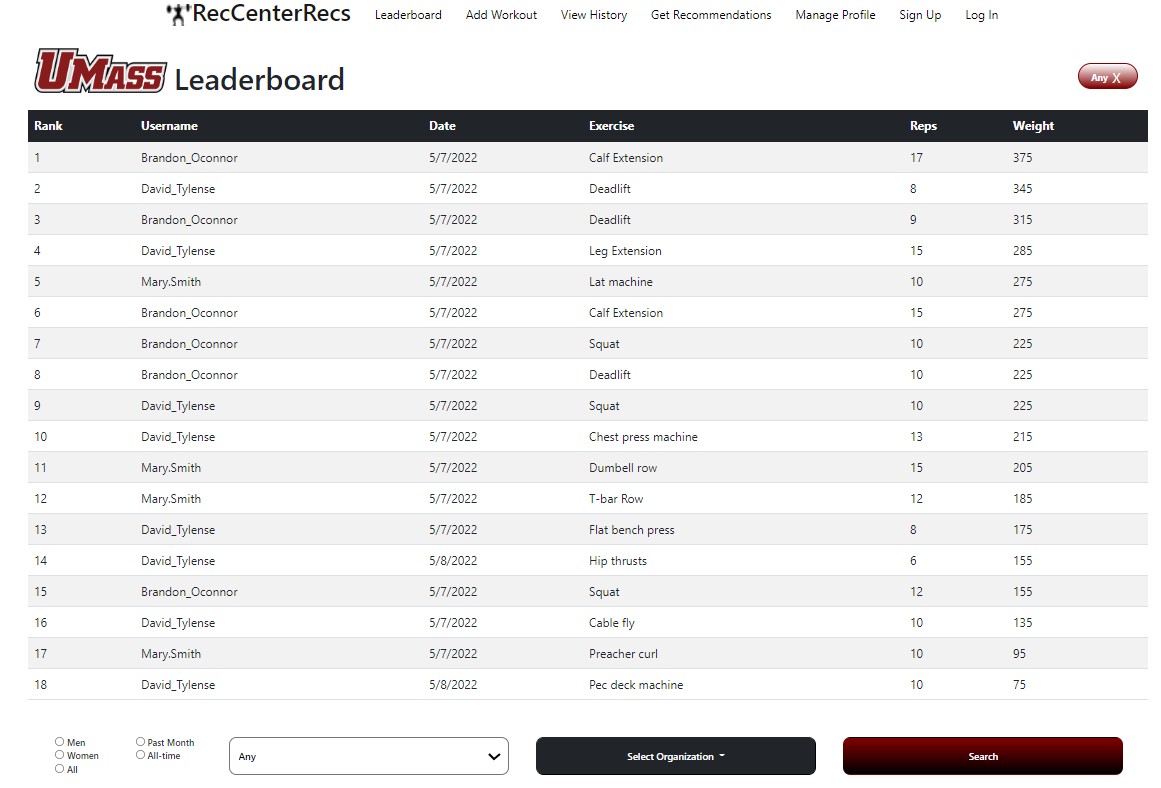 RecCenterRecs Leaderboard Add Workout View History Get Recommendations Manage Profile Sign Up Log In
UMASS Leaderboard Any X
Rank Username Date Exercise Reps Weight
1 Brandon_Oconnor 5/7/2022 Calf Extension 17 375
2 David_Tylense 5/7/2022 Deadlift 8 345
3 Brandon_Oconnor 5/7/2022 Deadlift 9 315
4 David_Tylense 5/7/2022 Leg Extension 15 285
5 Mary.Smith 5/7/2022 Lat machine 10 275
6 Brandon_Oconnor 5/7/2022 Calf Extension 15 275
7 Brandon_Oconnor 5/7/2022 Squat 10 225
8 Brandon_Oconnor 5/7/2022 Deadlift 10 225
9 David_Tylense 5/7/2022 Squat 10 225
10 David_Tylense 5/7/2022 Chest press machine 13 215
11 Mary.Smith 5/7/2022 Dumbell row 15 205
12 Mary.Smith 5/7/2022 T-bar Row 12 185
13 David_Tylense 5/7/2022 Flat bench press 8 175
14 David_Tylense 5/8/2022 Hip thrusts 6 155
15 Brandon_Oconnor 5/7/2022 Squat 12 155
16 David_Tylense 5/7/2022 Cable fly 10 135
17 Mary.Smith 5/7/2022 Preacher curl 10 95
18 David_Tylense 5/8/2022 Pec deck machine 10 75
Men Past Month
Women All-time Any Select Organization Search
All